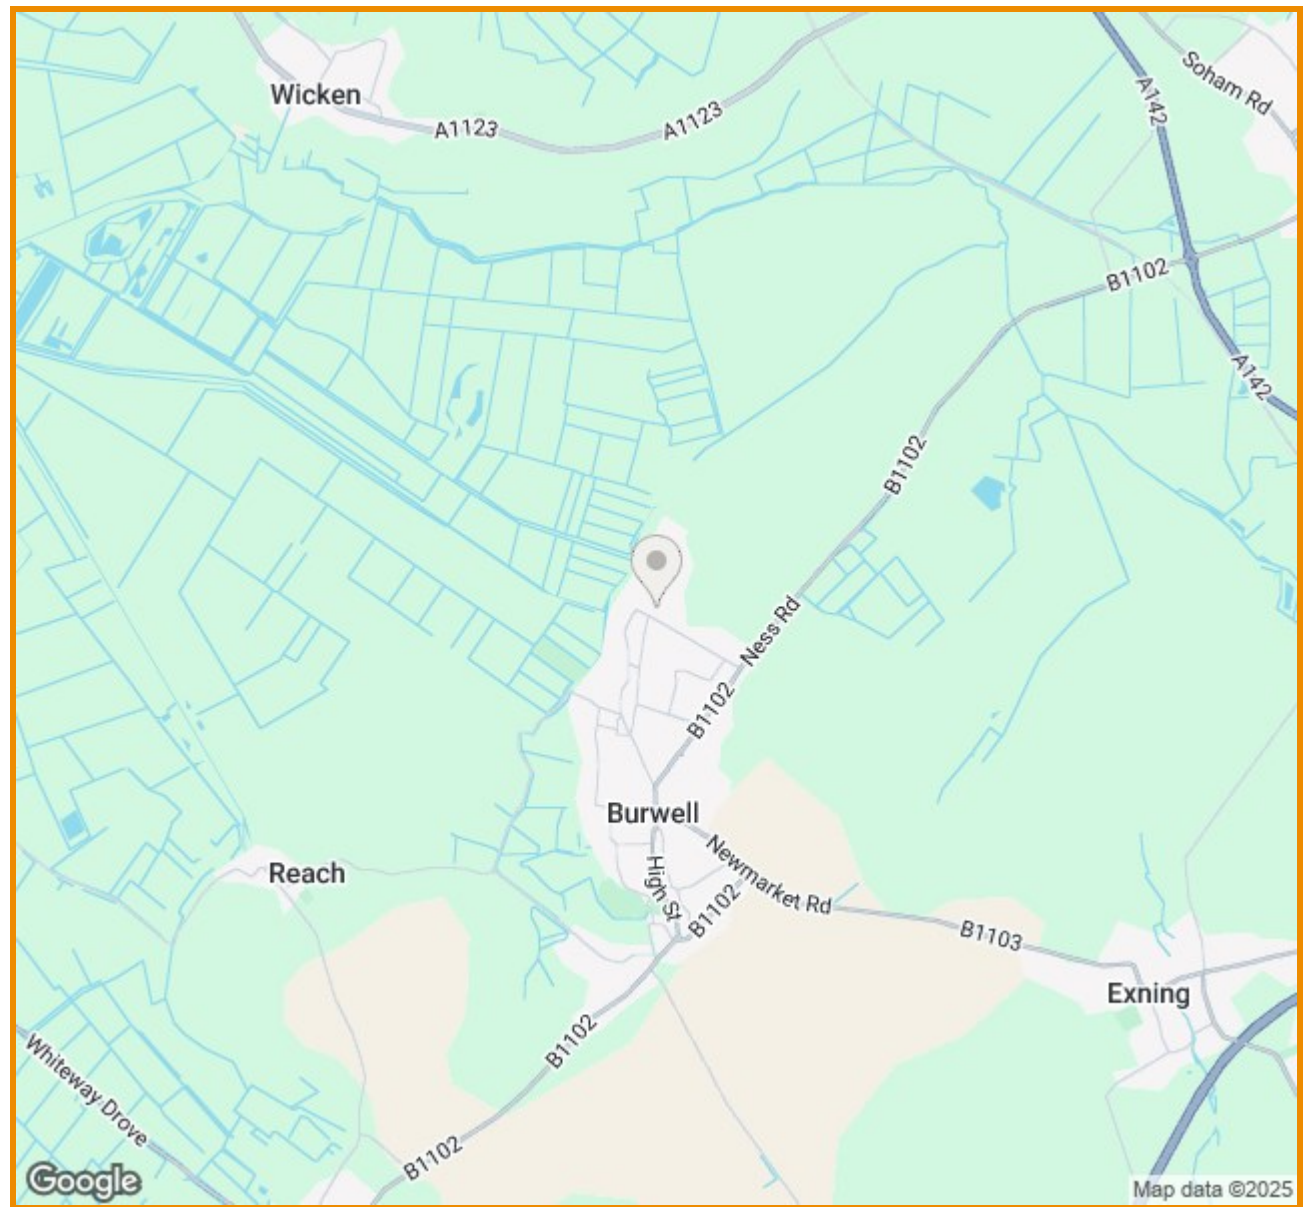 Soham Rd
A142
Wicken
A1123
A1123
B1102
A142
B1102
Ness Rd
B1102
Burwell
Newmarket Rd
Reach
High St
B1102
B1103
Exning
B1102
Whiteway Drove
B1102
Google
Map data ©2025